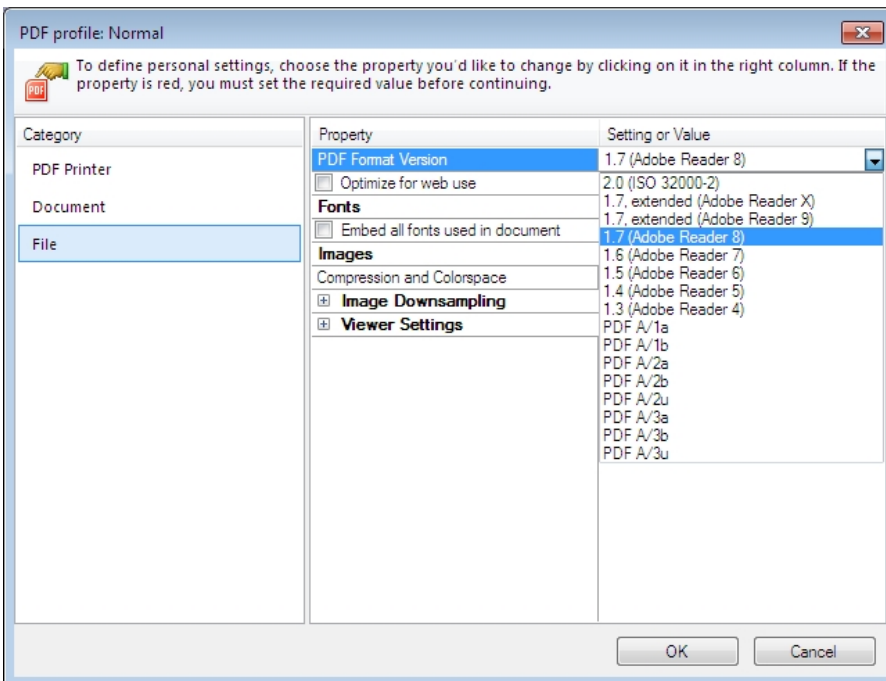 PDF profile: Normal
To define personal settings, choose the property you'd like to change by clicking on it in the right column. If the
property is red, you must set the required value before continuing.
PDF
Category
PDF Printer
Document
File
Property
Setting or Value
PDF Format Version
1.7 (Adobe Reader 8)
Optimize for web use
Fonts
Embed all fonts used in document
Images
Compression and Colorspace
Image Downsampling
Viewer Settings
2.0 (ISO 32000-2)
1.7, extended (Adobe Reader X)
1.7, extended (Adobe Reader 9)
1.7 (Adobe Reader 8)
1.6 (Adobe Reader 7)
1.5 (Adobe Reader 6)
1.4 (Adobe Reader 5)
1.3 (Adobe Reader 4)
PDF A/1a
PDF A/1b
PDF A/2a
PDF A/2b
PDF A/2u
PDF A/3a
PDF A/3b
PDF A/3u
OK
Cancel